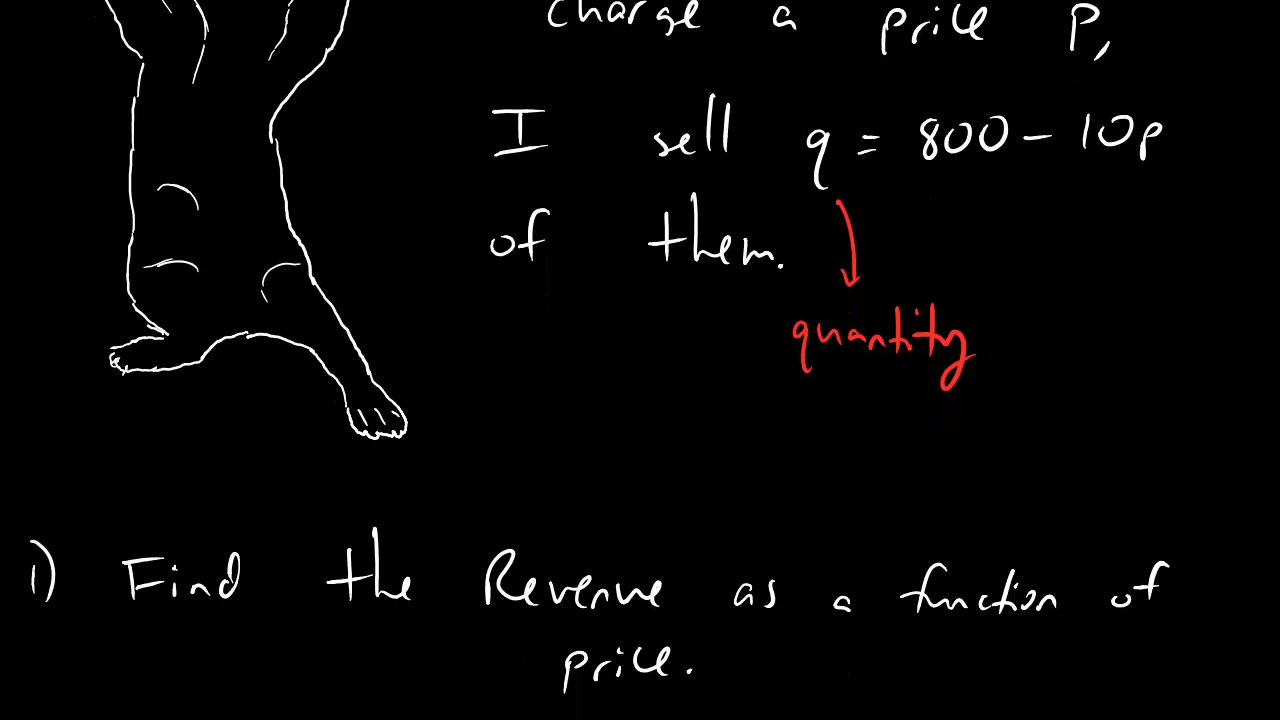 charge a price P,
I sell q = 800 - 10p
of them.
quantity
1) Find the Revenue as a function of
price.